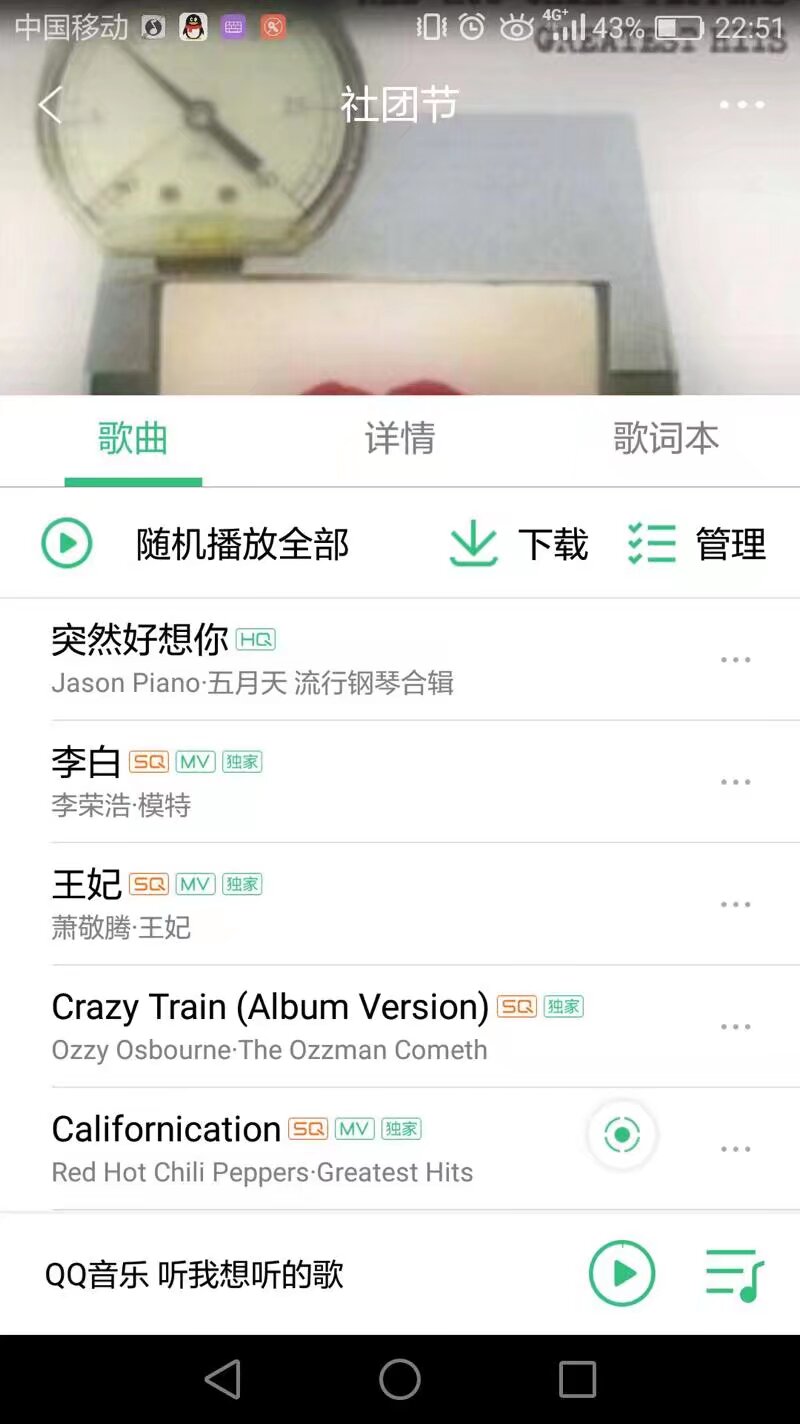 中国移动 4G+ 43% 22:51
GREATEST HITS
社团节
歌曲 详情 歌词本
随机播放全部 下载 管理
突然好想你 HQ
Jason Piano·五月天 流行钢琴合辑
李白 SQ MV 独家
李荣浩·模特
王妃 SQ MV 独家
萧敬腾·王妃
Crazy Train (Album Version) SQ 独家
Ozzy Osbourne·The Ozzman Cometh
Californication SQ MV 独家
Red Hot Chili Peppers·Greatest Hits
QQ音乐 听我想听的歌